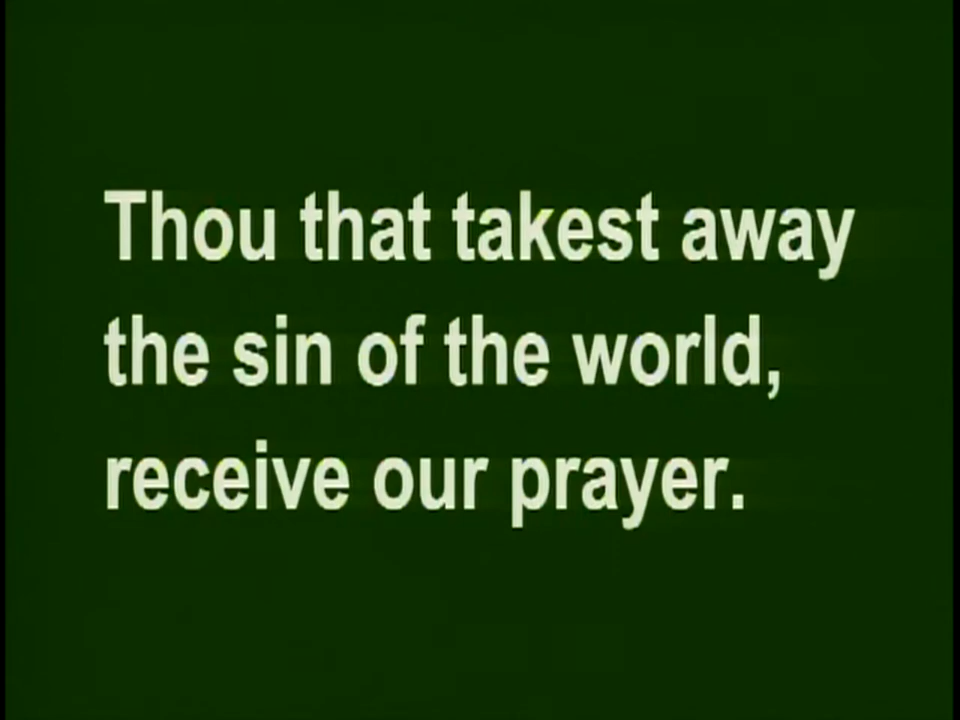 Thou that takest away
the sin of the world,
receive our prayer.